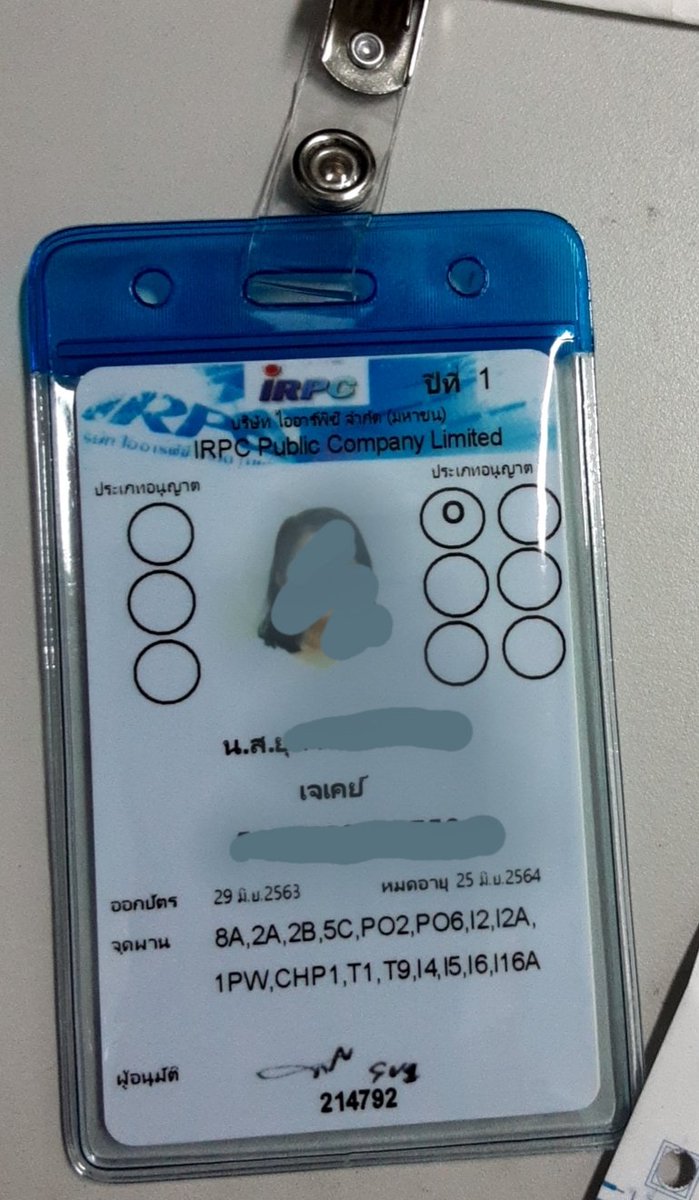 IRPC ปีที่ 1
บริษัท ไออาร์พีซี จำกัด (มหาชน)
IRPC Public Company Limited
ประเภทอนุญาต ประเภทอนุญาต
O
น.ส.
เจเคย์
ออกบัตร 29 มิ.ย.2563 หมดอายุ 25 มิ.ย.2564
จุดผ่าน 8A,2A,2B,5C,PO2,PO6,I2,I2A,
1PW,CHP1,T1,T9,I4,I5,I6,I16A
ผู้อนุมัติ
214792